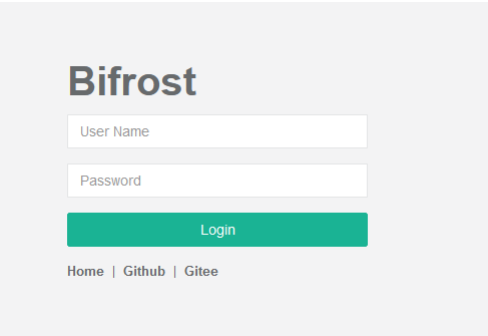 Bifrost
User Name
Password
Login
Home | Github | Gitee